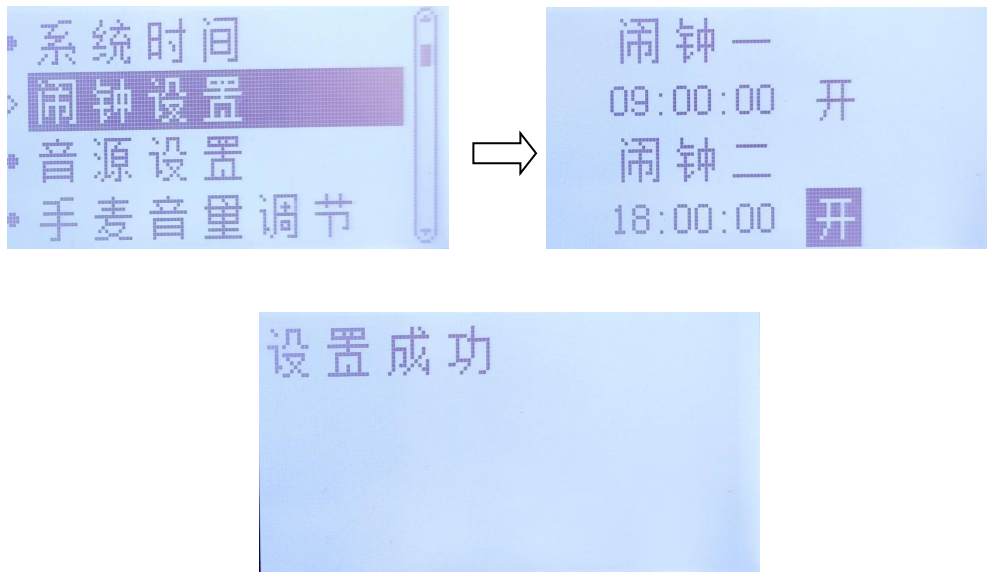 系统时间
闹钟设置
音源设置
手麦音量调节
闹钟一
09:00:00 开
闹钟二
18:00:00 开
设置成功